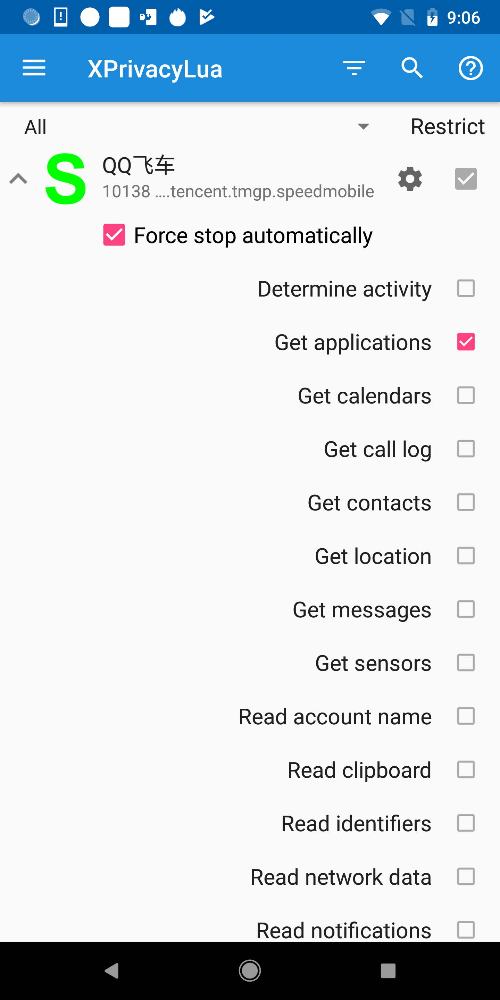 9:06
XPrivacyLua
All
Restrict
S
QQ飞车
10138 ....tencent.tmgp.speedmobile
Force stop automatically
Determine activity
Get applications
Get calendars
Get call log
Get contacts
Get location
Get messages
Get sensors
Read account name
Read clipboard
Read identifiers
Read network data
Read notifications